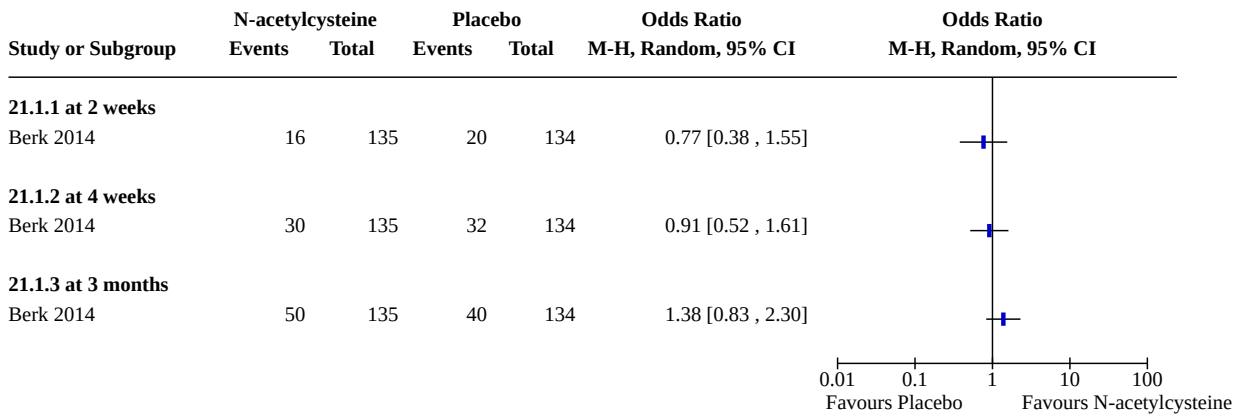 N-acetylcysteine Placebo Odds Ratio Odds Ratio
Study or Subgroup Events Total Events Total M-H, Random, 95% CI M-H, Random, 95% CI
21.1.1 at 2 weeks
Berk 2014 16 135 20 134 0.77 [0.38 , 1.55]
21.1.2 at 4 weeks
Berk 2014 30 135 32 134 0.91 [0.52 , 1.61]
21.1.3 at 3 months
Berk 2014 50 135 40 134 1.38 [0.83 , 2.30]
0.01 0.1 1 10 100
Favours Placebo Favours N-acetylcysteine